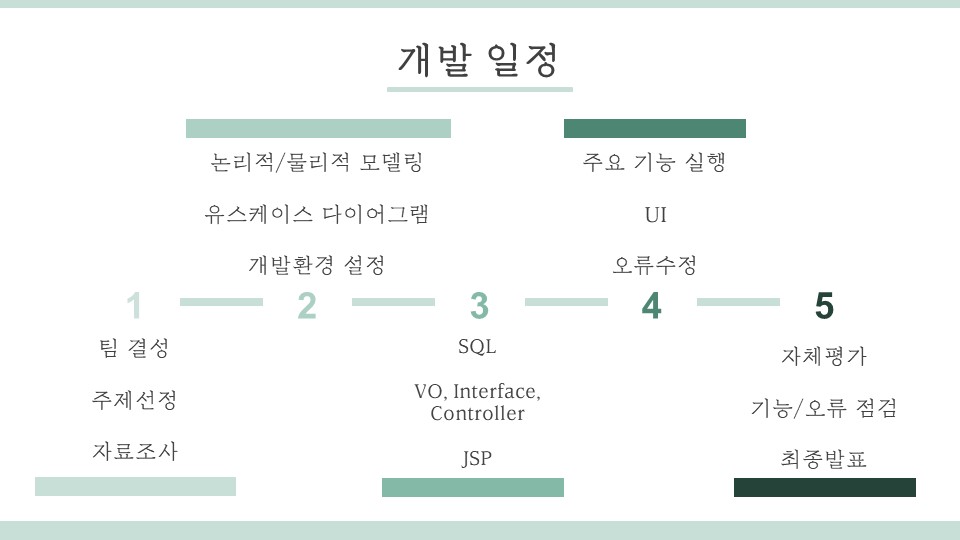 개발 일정
논리적/물리적 모델링
유스케이스 다이어그램
개발환경 설정
주요 기능 실행
UI
오류수정
1
2
3
4
5
팀 결성
주제선정
자료조사
SQL
VO, Interface,
Controller
JSP
자체평가
기능/오류 점검
최종발표